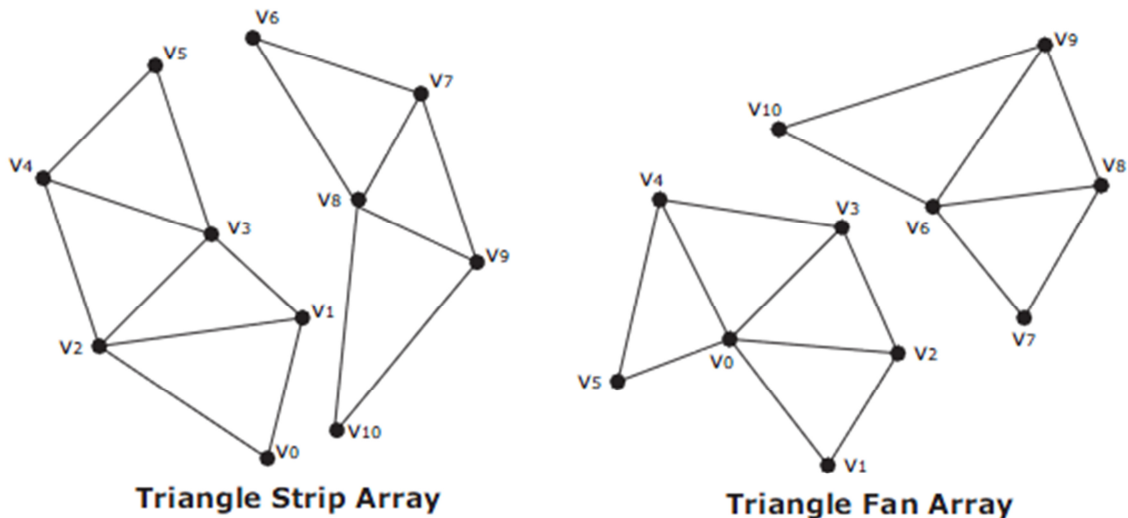 V6
V5
V7
V4
V8
V3
V9
V1
V2
V10
V0
Triangle Strip Array
V9
V10
V8
V4
V3
V6
V7
V0
V2
V5
V1
Triangle Fan Array